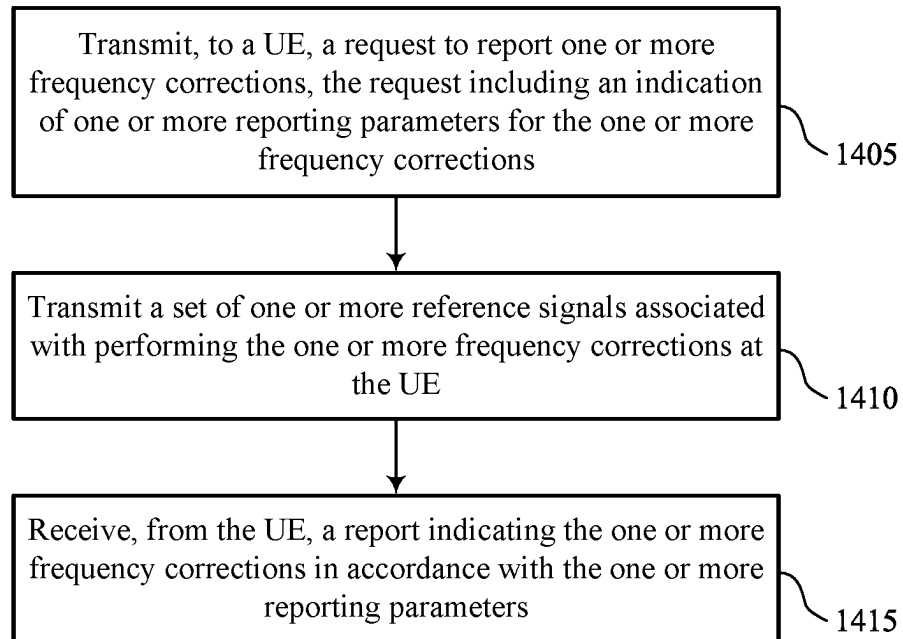 Transmit, to a UE, a request to report one or more
frequency corrections, the request including an indication
of one or more reporting parameters for the one or more
frequency corrections
1405
Transmit a set of one or more reference signals associated
with performing the one or more frequency corrections at
the UE
1410
Receive, from the UE, a report indicating the one or more
frequency corrections in accordance with the one or more
reporting parameters
1415